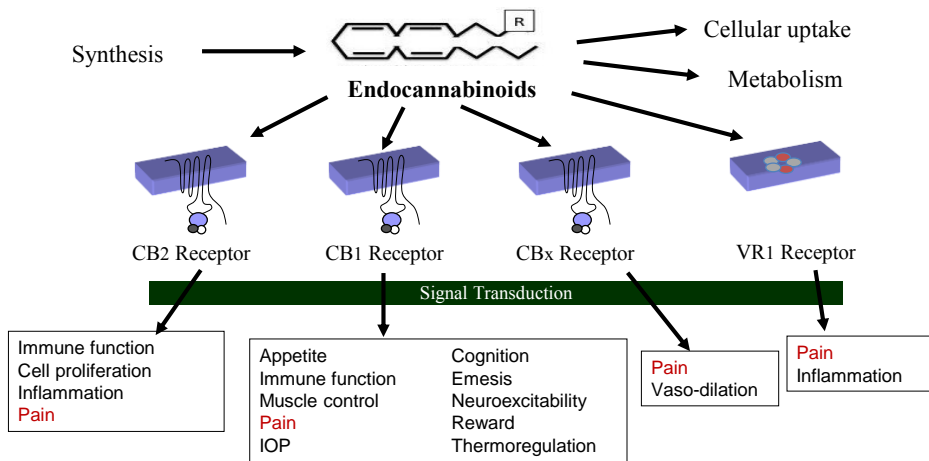 R
Synthesis
Cellular uptake
Metabolism
Endocannabinoids
CB2 Receptor
CB1 Receptor
CBx Receptor
VR1 Receptor
Signal Transduction
Immune function
Cell proliferation
Inflammation
Pain
Appetite
Immune function
Muscle control
Pain
IOP
Cognition
Emesis
Neuroexcitability
Reward
Thermoregulation
Pain
Vaso-dilation
Pain
Inflammation